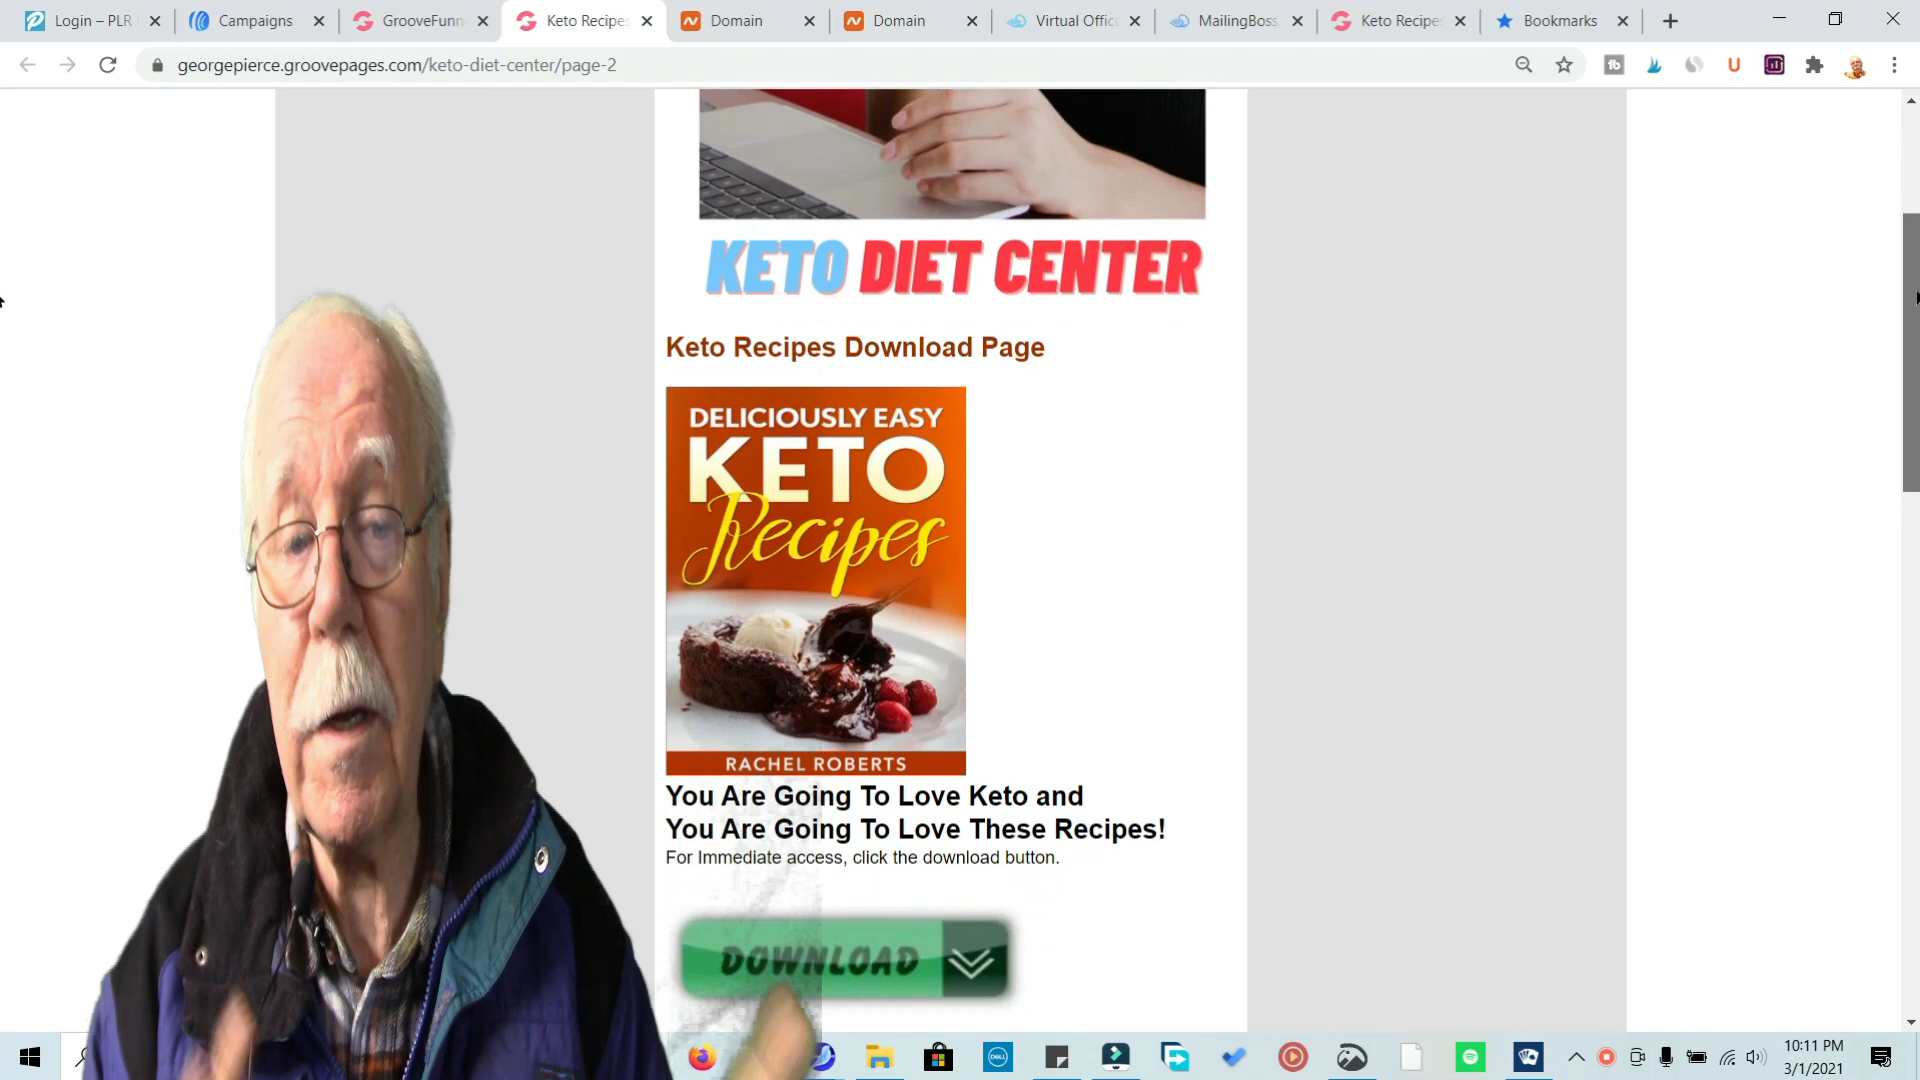 Login – PLR
Campaigns
GrooveFunn
Keto Recipes
Domain
Domain
Virtual Offic
MailingBoss
Keto Recipe
Bookmarks
georgepierce.groovepages.com/keto-diet-center/page-2
KETO DIET CENTER
Keto Recipes Download Page
DELICIOUSLY EASY
KETO
Recipes
RACHEL ROBERTS
You Are Going To Love Keto and
You Are Going To Love These Recipes!
For Immediate access, click the download button.
DOWNLOAD
10:11 PM
3/1/2021